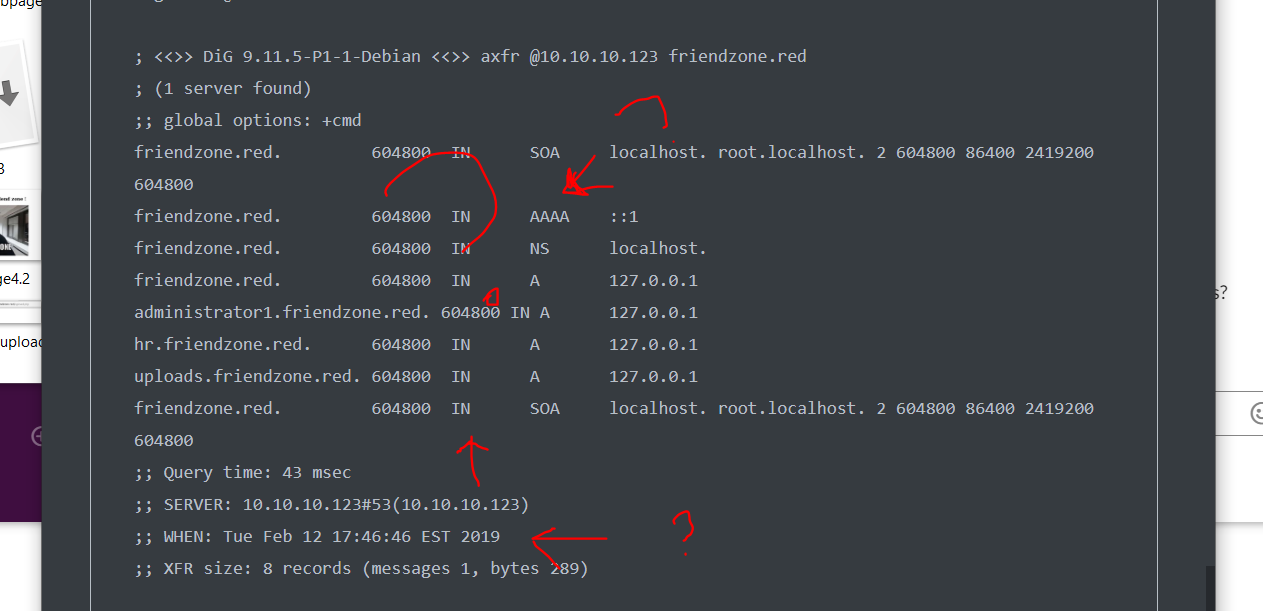 ; <<>> DiG 9.11.5-P1-1-Debian <<>> axfr @10.10.10.123 friendzone.red
; (1 server found)
;; global options: +cmd
friendzone.red. 604800 IN SOA localhost. root.localhost. 2 604800 86400 2419200
604800
friendzone.red. 604800 IN AAAA ::1
friendzone.red. 604800 IN NS localhost.
friendzone.red. 604800 IN A 127.0.0.1
administrator1.friendzone.red. 604800 IN A 127.0.0.1
hr.friendzone.red. 604800 IN A 127.0.0.1
uploads.friendzone.red. 604800 IN A 127.0.0.1
friendzone.red. 604800 IN SOA localhost. root.localhost. 2 604800 86400 2419200
604800
;; Query time: 43 msec
;; SERVER: 10.10.10.123#53(10.10.10.123)
;; WHEN: Tue Feb 12 17:46:46 EST 2019
?
;; XFR size: 8 records (messages 1, bytes 289)